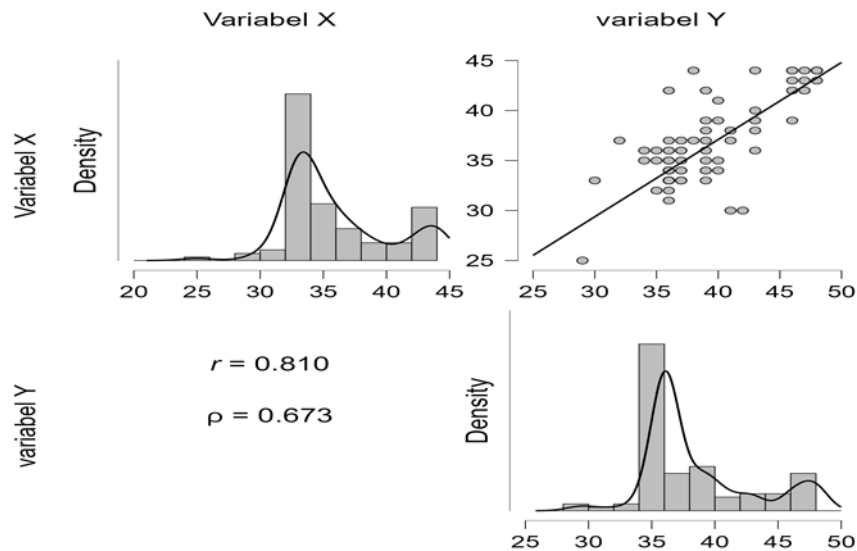 Variabel X
variabel Y
Variabel X
Density
20 25 30 35 40 45
45
40
35
30
25
25 30 35 40 45 50
variabel Y
r = 0.810
ρ = 0.673
Density
25 30 35 40 45 50